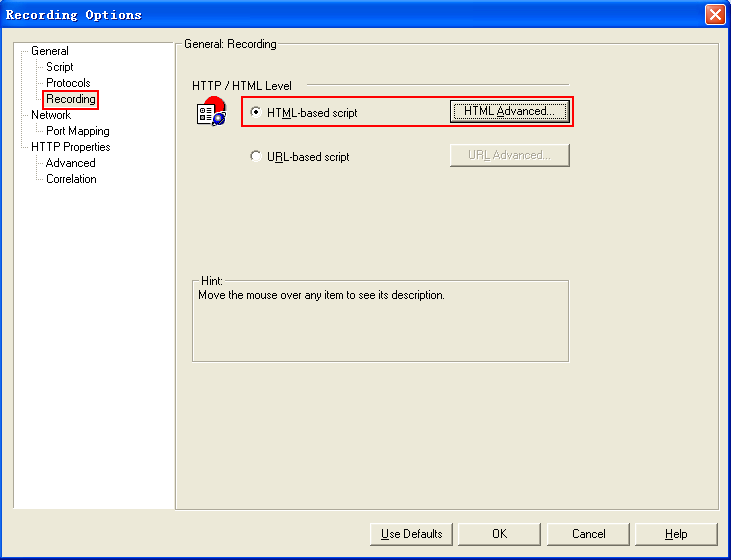 Recording Options
General
Script
Protocols
Recording
Network
Port Mapping
HTTP Properties
Advanced
Correlation
General: Recording
HTTP / HTML Level
HTML-based script
HTML Advanced...
URL-based script
URL Advanced...
Hint:
Move the mouse over any item to see its description.
Use Defaults
OK
Cancel
Help